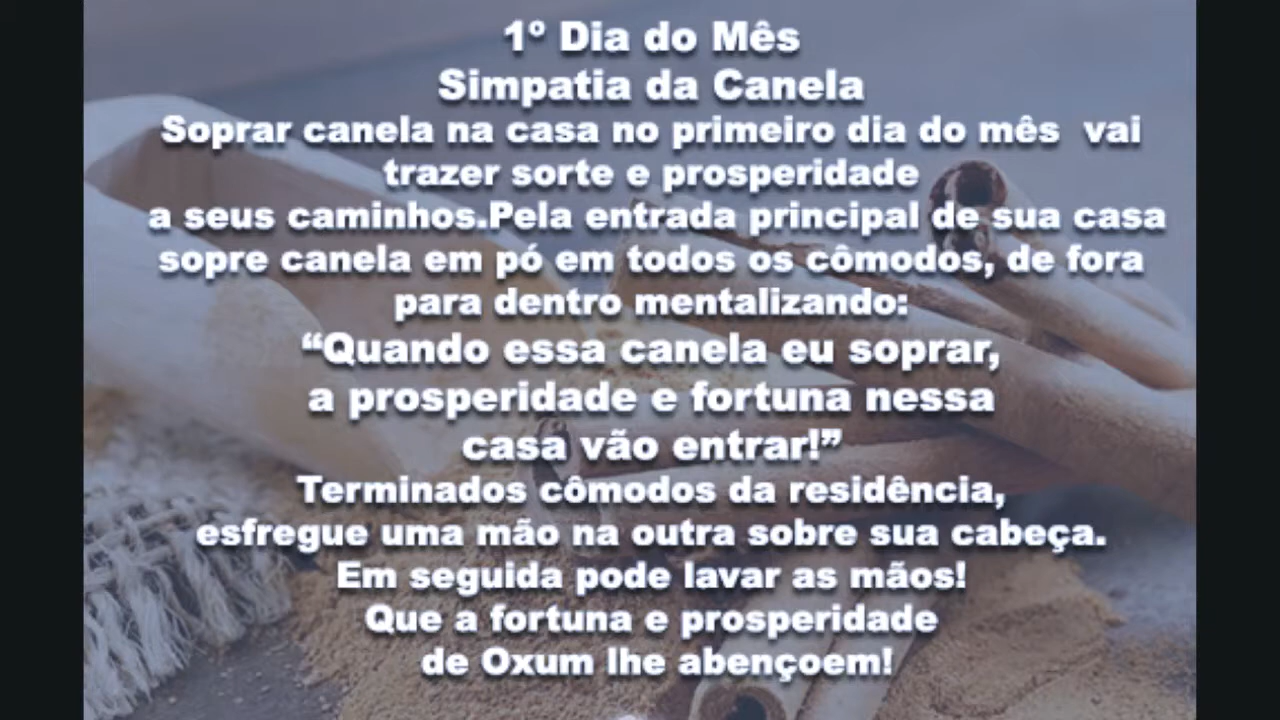 1º Dia do Mês
Simpatia da Canela
Soprar canela na casa no primeiro dia do mês vai
trazer sorte e prosperidade
a seus caminhos.Pela entrada principal de sua casa
sopre canela em pó em todos os cômodos, de fora
para dentro mentalizando:
“Quando essa canela eu soprar,
a prosperidade e fortuna nessa
casa vão entrar!”
Terminados cômodos da residência,
esfregue uma mão na outra sobre sua cabeça.
Em seguida pode lavar as mãos!
Que a fortuna e prosperidade
de Oxum lhe abençoem!